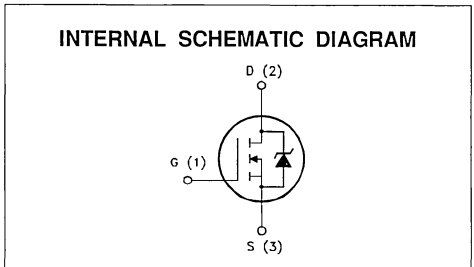 INTERNAL SCHEMATIC DIAGRAM
D (2)
G (1)
S (3)